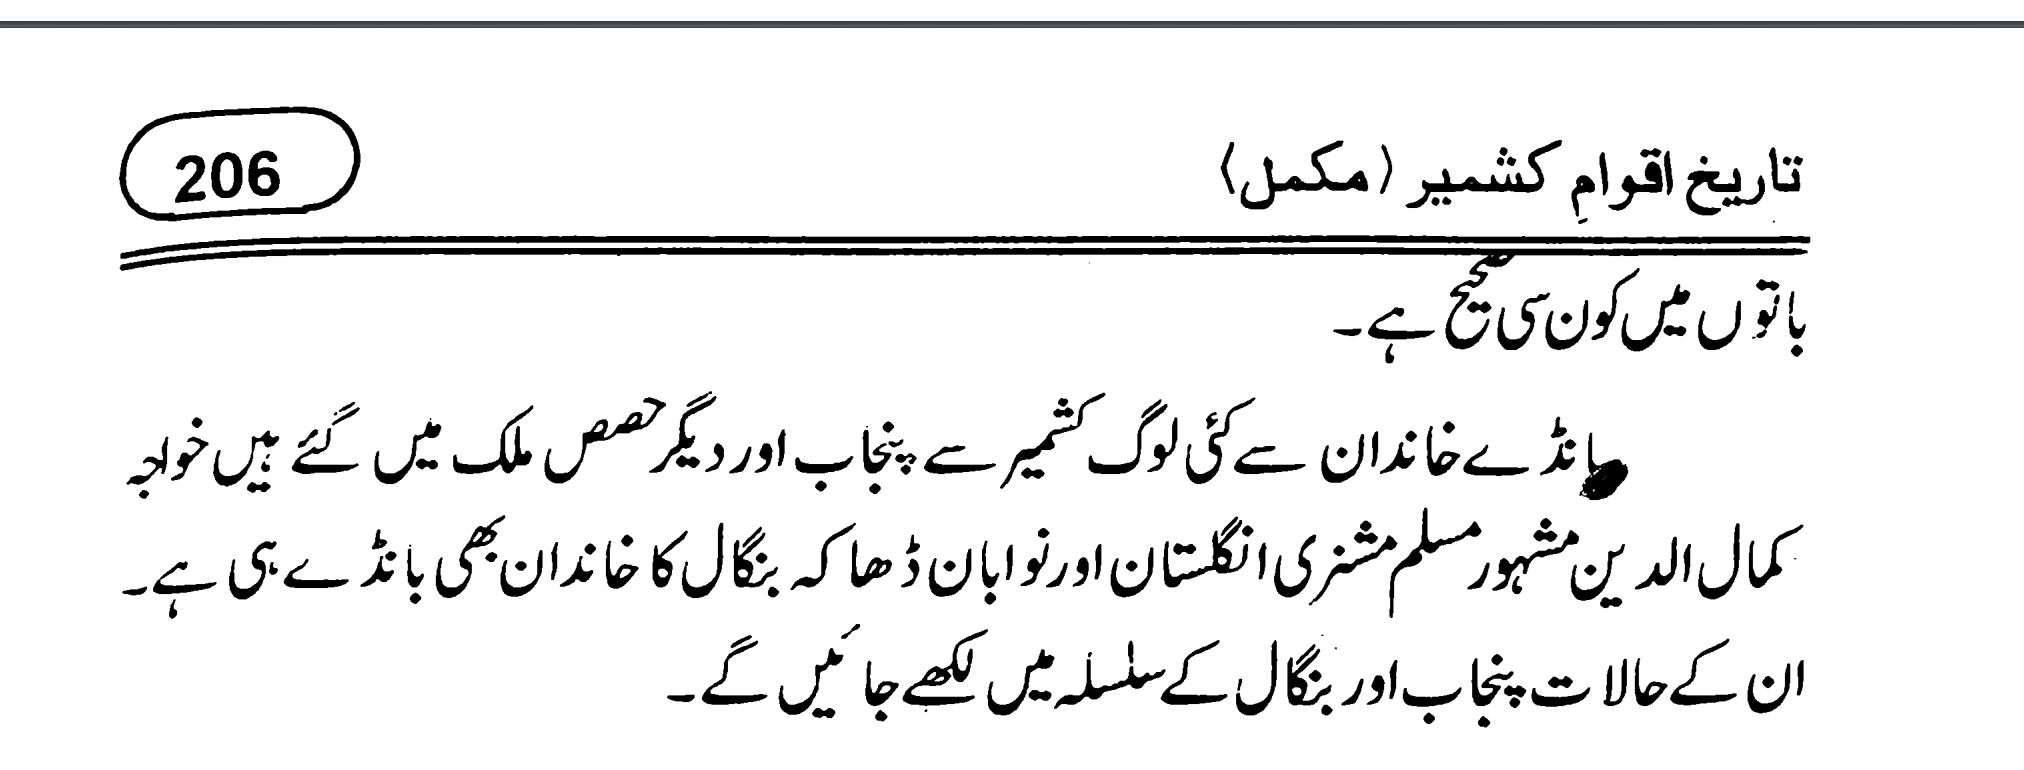 تاریخ اقوامِ کشمیر (مکمل) 206
باتوں میں کون سی صحیح ہے۔
بانڈے خاندان سے کئی لوگ کشمیر سے پنجاب اور دیگر حصص ملک میں گئے ہیں خواجہ
کمال الدین مشہور مسلم مشنری انگلستان اور نوابان ڈھاکہ بنگال کا خاندان بھی بانڈے ہی ہے۔
ان کے حالات پنجاب اور بنگال کے سلسلہ میں لکھے جائیں گے۔